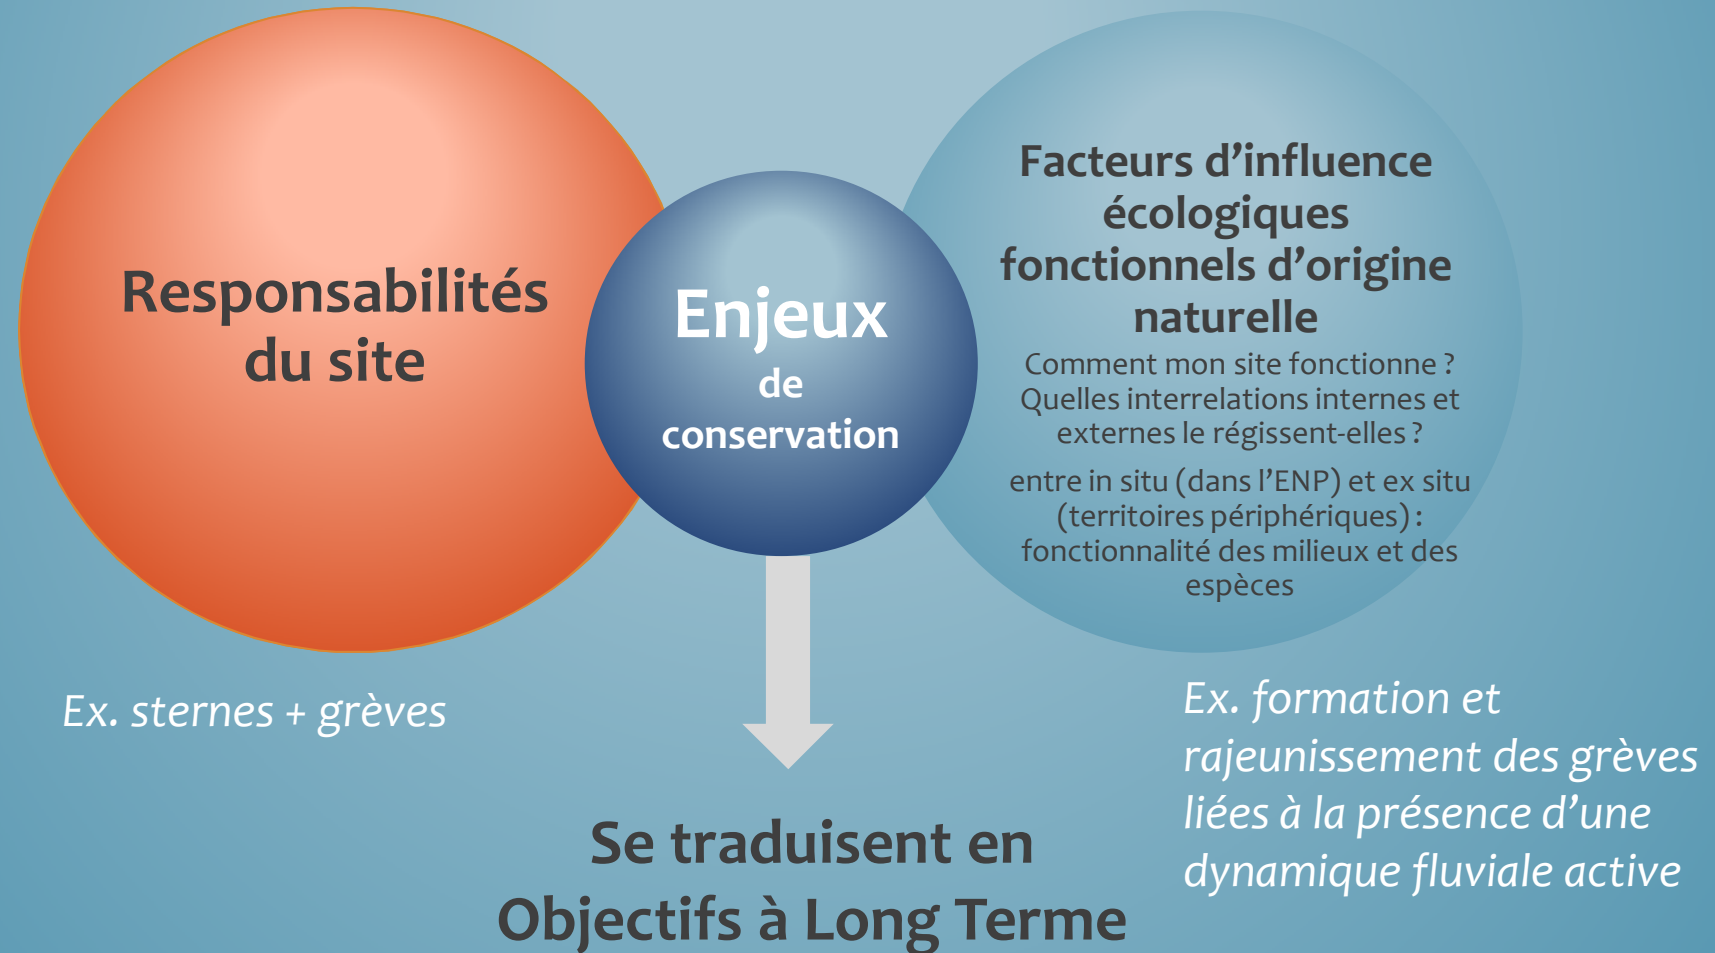 Responsabilités
du site
Ex. sternes + grèves
Enjeux
de
conservation
Facteurs d’influence
écologiques
fonctionnels d’origine
naturelle
Comment mon site fonctionne ?
Quelles interrelations internes et
externes le régissent-elles ?
entre in situ (dans l’ENP) et ex situ
(territoires périphériques) :
fonctionnalité des milieux et des
espèces
Ex. formation et
rajeunissement des grèves
liées à la présence d’une
dynamique fluviale active
Se traduisent en
Objectifs à Long Terme